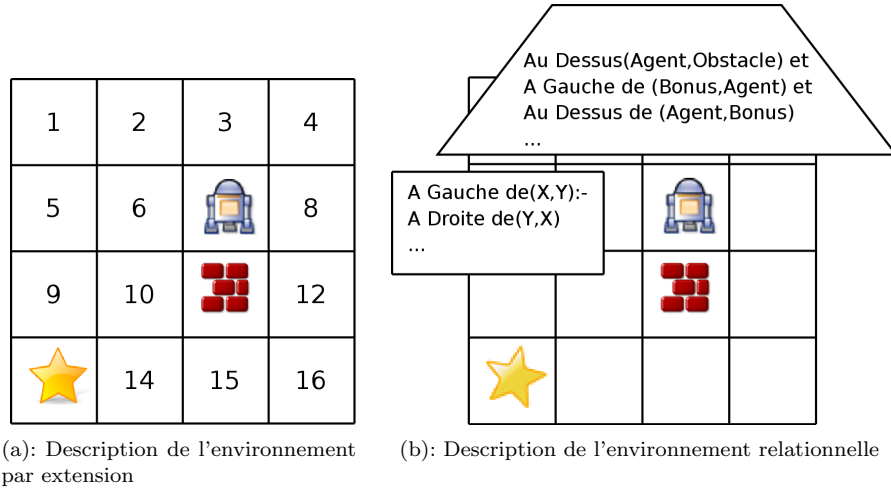 1 2 3 4
5 6 8
9 10 12
14 15 16
(a): Description de l'environnement
par extension
Au Dessus(Agent,Obstacle) et
A Gauche de (Bonus,Agent) et
Au Dessus de (Agent,Bonus)
...
A Gauche de(X,Y):-
A Droite de(Y,X)
...
(b): Description de l'environnement relationnelle